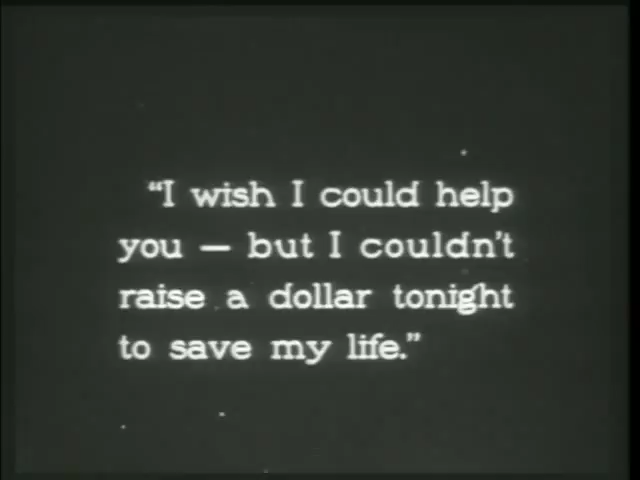 “I wish I could help
you — but I couldn't
raise a dollar tonight
to save my life.”